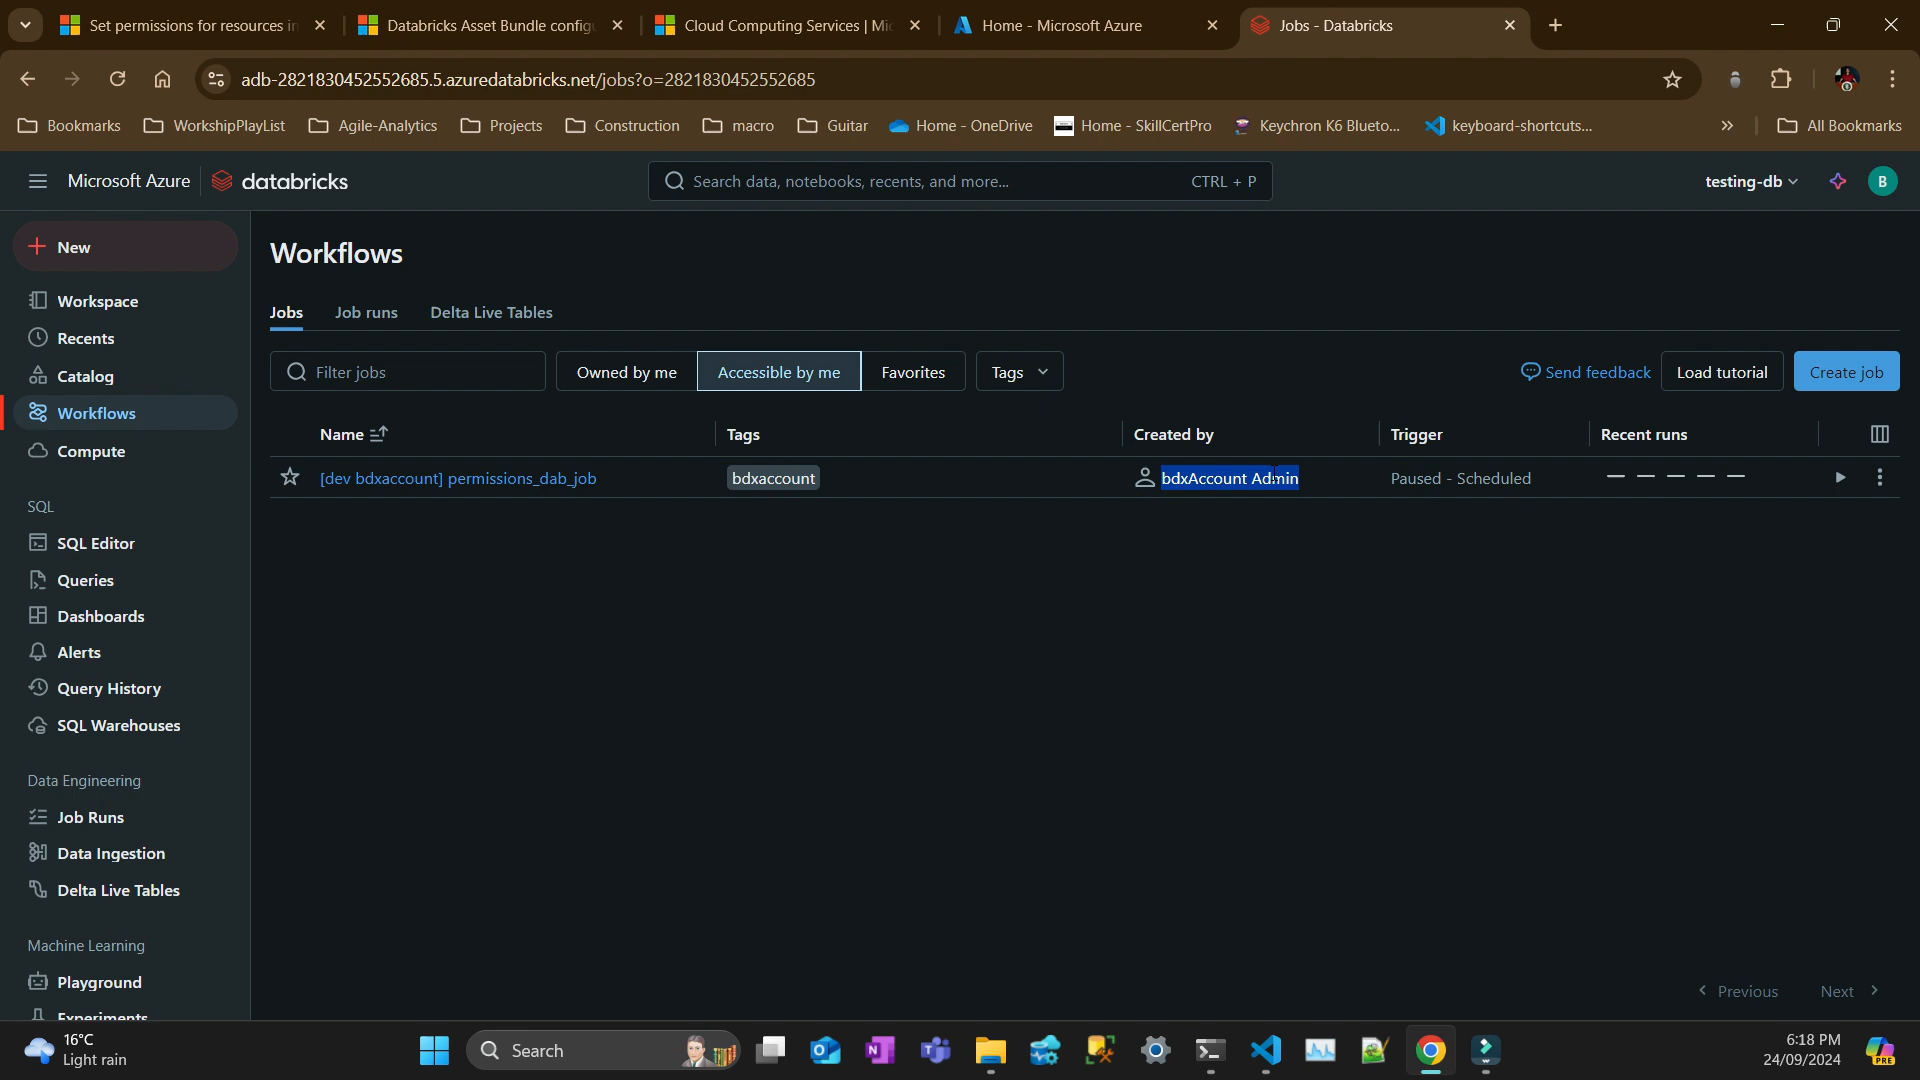 Set permissions for resources in
Databricks Asset Bundle config
Cloud Computing Services | Mic
Home - Microsoft Azure
Jobs - Databricks
adb-2821830452552685.5.azuredatabricks.net/jobs?o=2821830452552685
Bookmarks
WorkshipPlayList
Agile-Analytics
Projects
Construction
macro
Guitar
Home - OneDrive
Home - SkillCertPro
Keychron K6 Blueto...
keyboard-shortcuts...
All Bookmarks
Microsoft Azure
databricks
Search data, notebooks, recents, and more...
CTRL + P
testing-db
B
New
Workspace
Recents
Catalog
Workflows
Compute
SQL
SQL Editor
Queries
Dashboards
Alerts
Query History
SQL Warehouses
Data Engineering
Job Runs
Data Ingestion
Delta Live Tables
Machine Learning
Playground
Experiments
Workflows
Jobs
Job runs
Delta Live Tables
Filter jobs
Owned by me
Accessible by me
Favorites
Tags
Send feedback
Load tutorial
Create job
Name
Tags
Created by
Trigger
Recent runs
[dev bdxaccount] permissions_dab_job
bdxaccount
bdxAccount Admin
Paused - Scheduled
Previous
Next
16°C
Light rain
Search
6:18 PM
24/09/2024
PRE